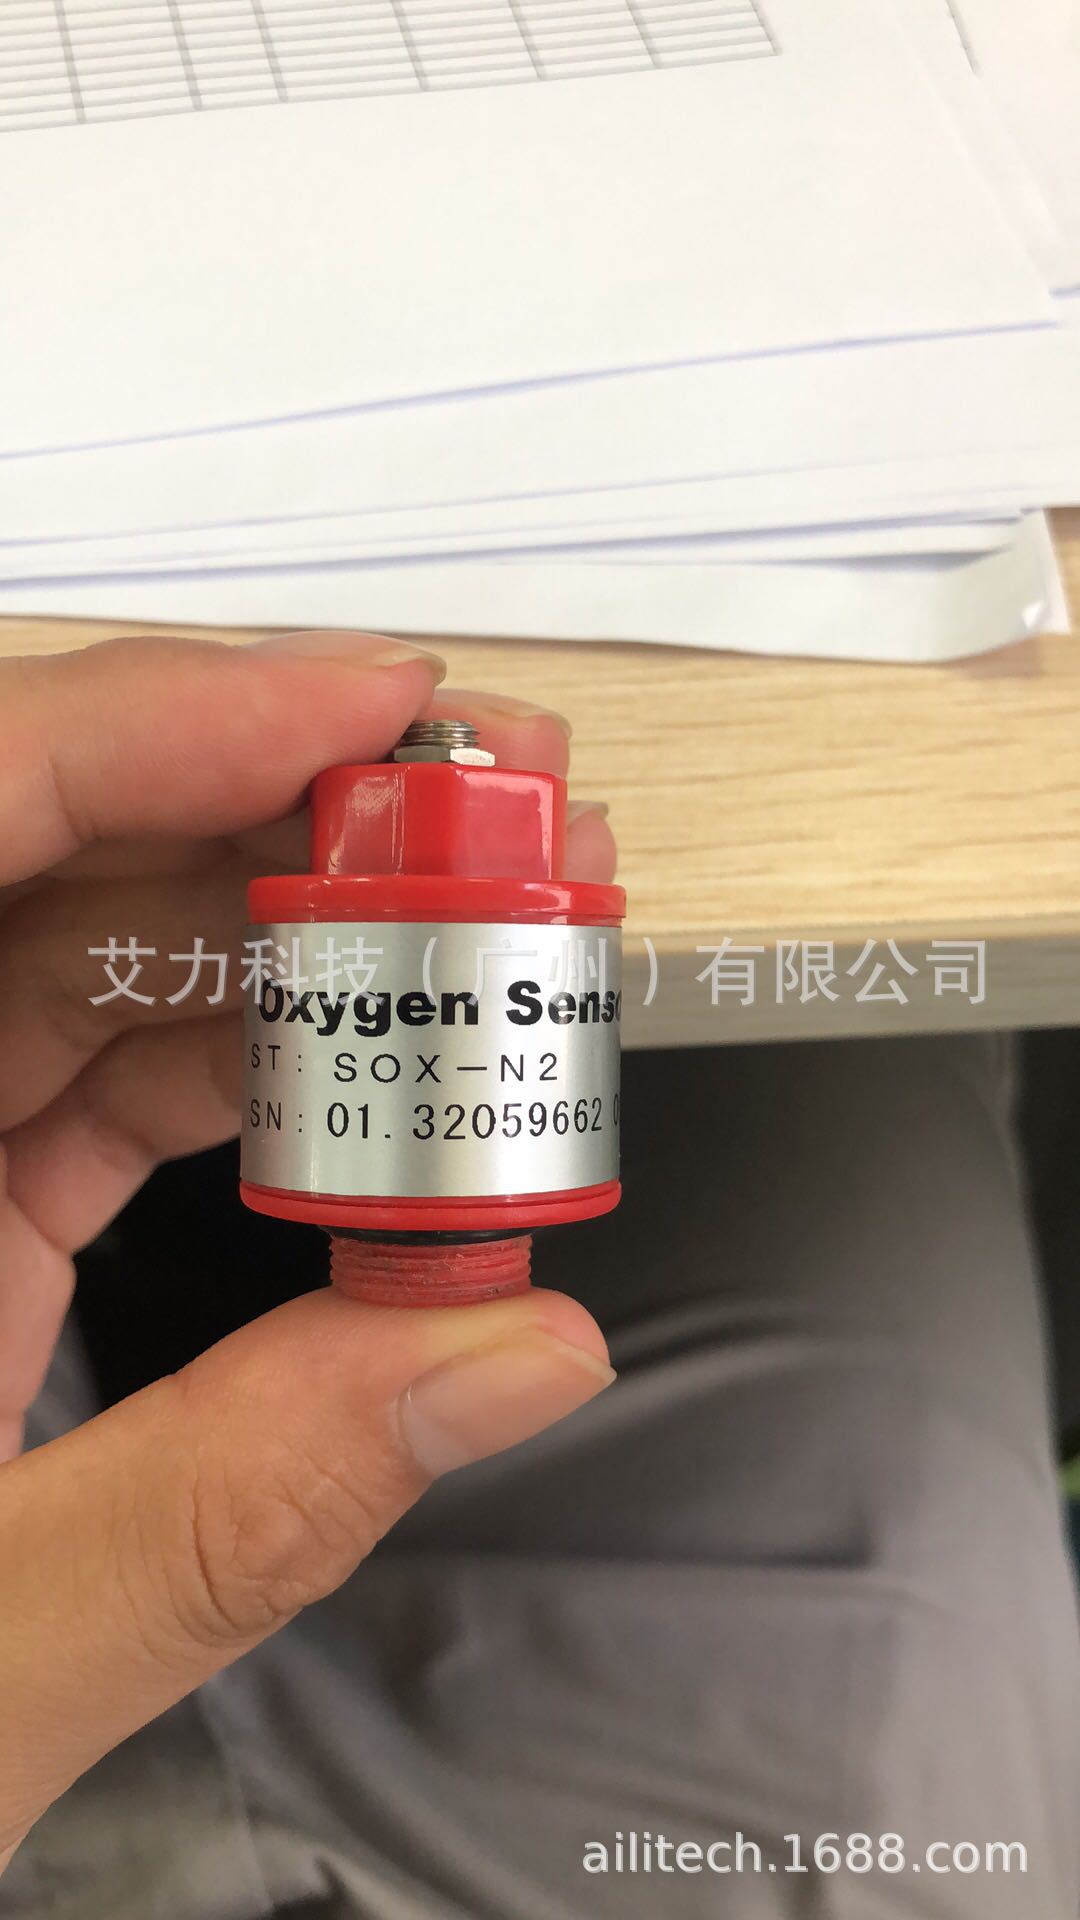 艾力科技（广州）有限公司
Oxygen Senso
ST: SOX-N2
SN: 01.32059662 0
ailitech.1688.com